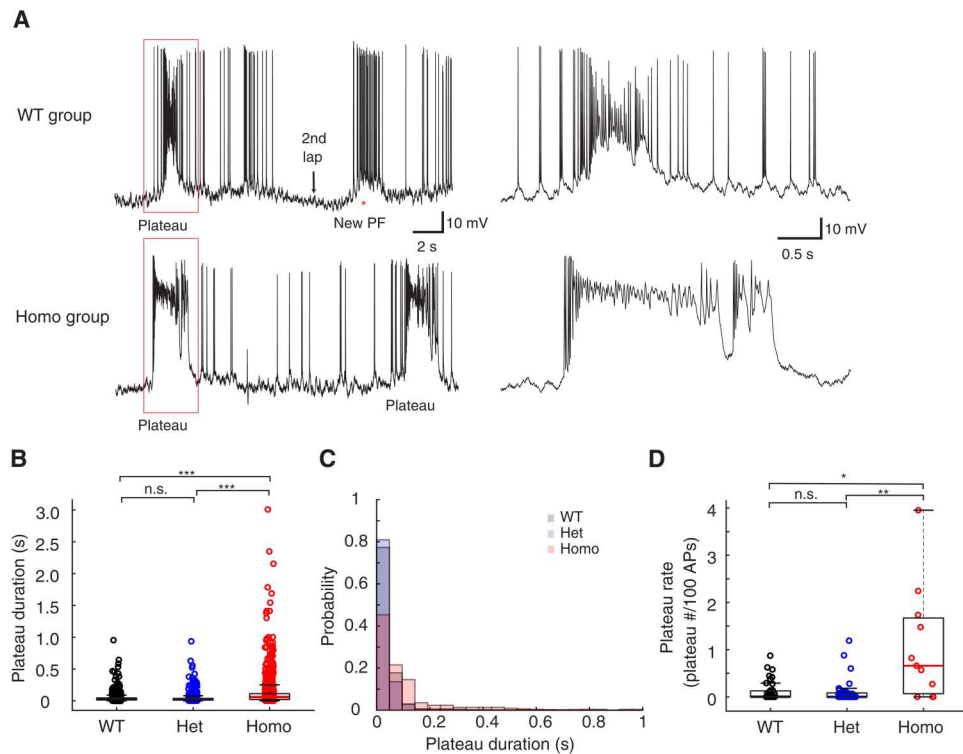 A
WT group
2nd
lap
*
Plateau
New PF
10 mV
2 s
10 mV
0.5 s
Homo group
Plateau
Plateau
B
***
n.s.
***
Plateau duration (s)
3.0
2.5
2.0
1.5
1.0
0.5
0
WT
Het
Homo
C
WT
Het
Homo
Probability
1
0.8
0.6
0.4
0.2
0
0
0.2
0.4
0.6
0.8
1
Plateau duration (s)
D
*
n.s.
**
Plateau rate
(plateau #/100 APs)
4
3
2
1
0
WT
Het
Homo